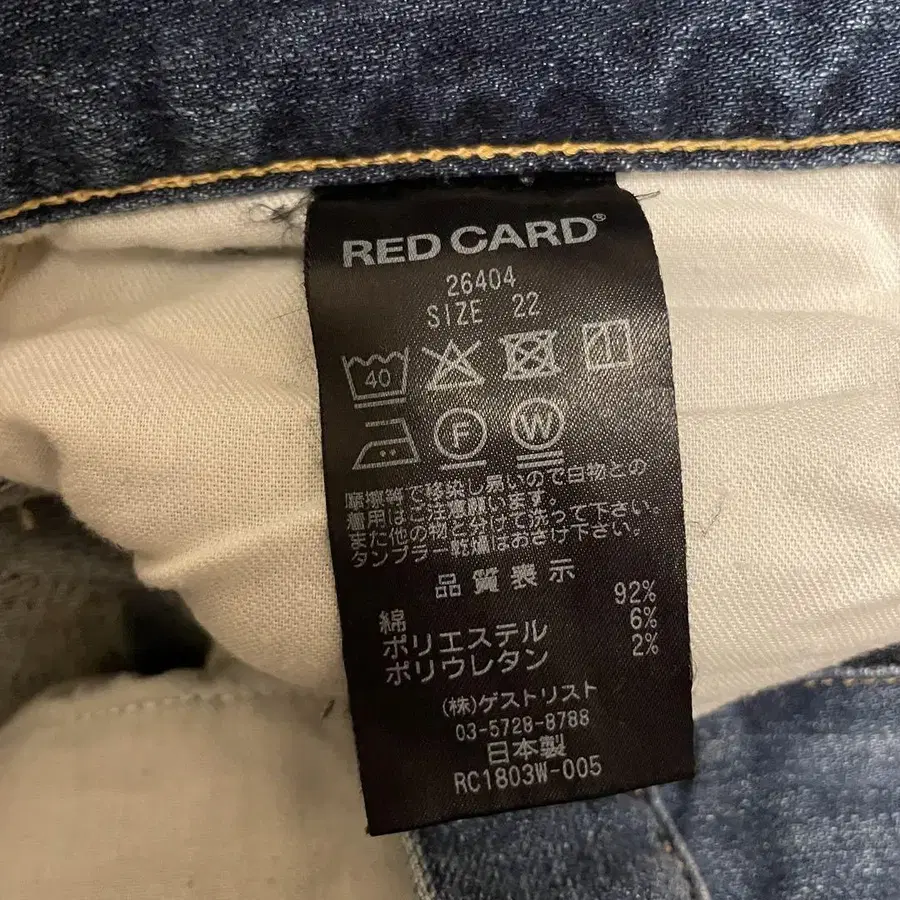 RED CARD®
26404
SIZE 22
40
F W
摩擦等で移染し易いので白物との
着用はご注意願います。
また他の物と分けて洗って下さい。
タンブラー乾燥はおさけ下さい。
品質表示
綿 92%
ポリエステル 6%
ポリウレタン 2%
(株)ゲストリスト
03-5728-8788
日本製
RC1803W-005